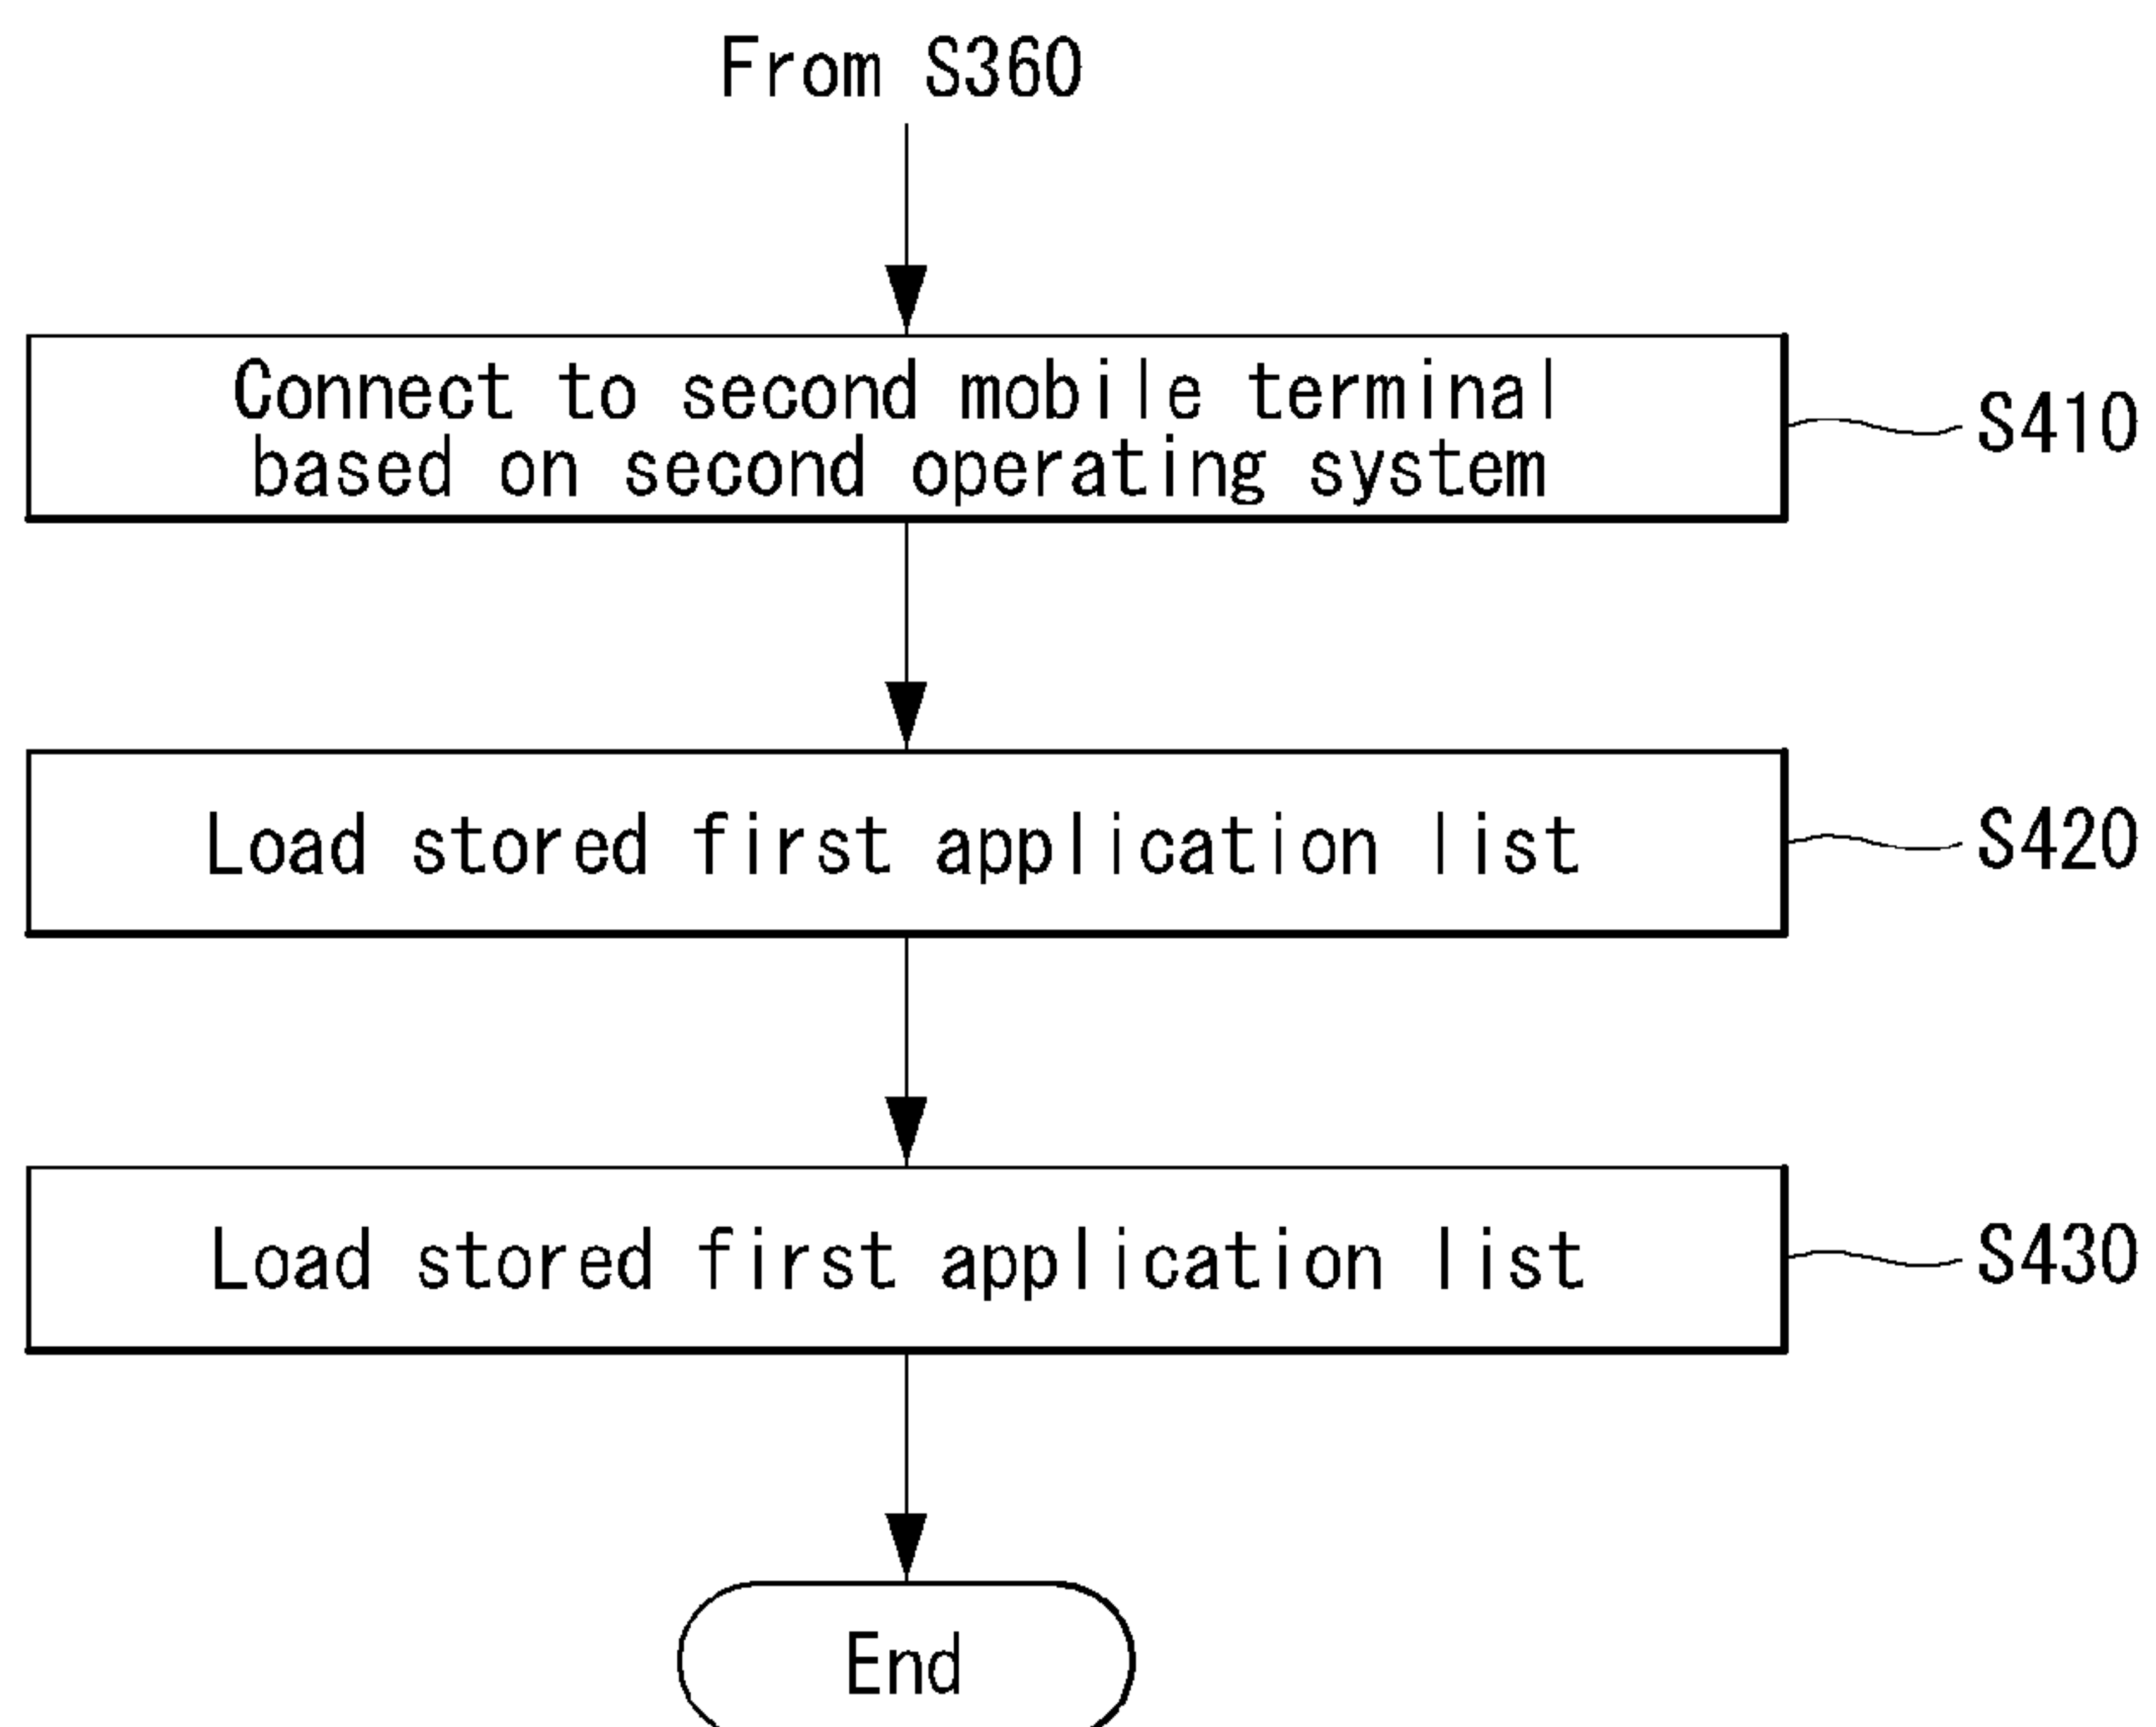 From S360
Connect to second mobile terminal
based on second operating system
S410
Load stored first application list
S420
Load stored first application list
S430
End